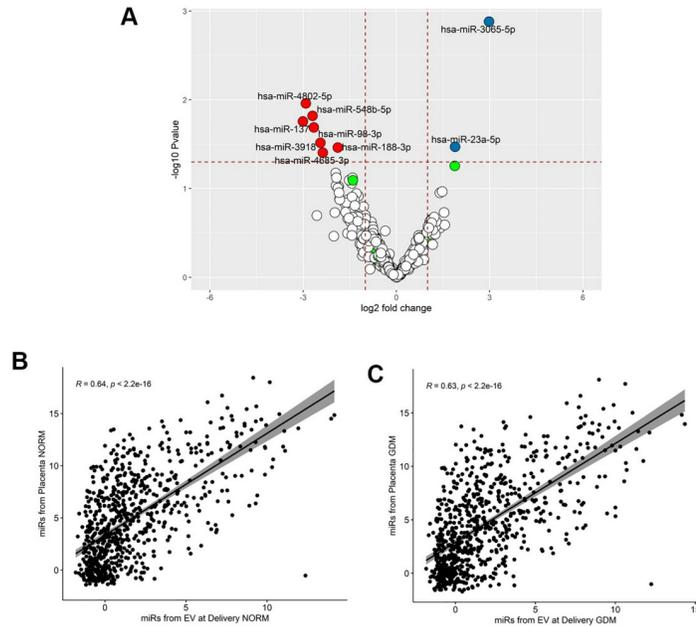 A
3
hsa-miR-3065-5p
2
hsa-miR-4802-5p
hsa-miR-548b-5p
hsa-miR-137
hsa-miR-98-3p
hsa-miR-23a-5p
hsa-miR-3918
hsa-miR-188-3p
hsa-miR-4685-3p
1
0
-log10 Pvalue
-6 -3 0 3 6
log2 fold change
B
R = 0.64, p < 2.2e-16
15
10
5
0
miRs from Placenta NORM
0 5 10
miRs from EV at Delivery NORM
C
R = 0.63, p < 2.2e-16
15
10
5
0
miRs from Placenta GDM
0 5 10
miRs from EV at Delivery GDM